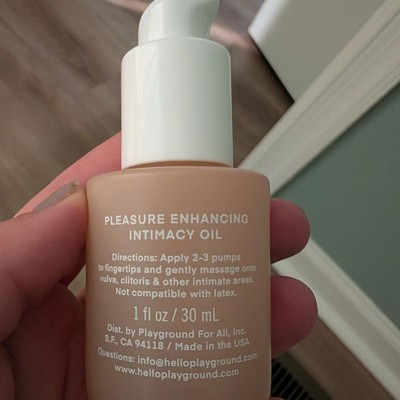 PLEASURE ENHANCING
INTIMACY OIL
Directions: Apply 2-3 pumps
to fingertips and gently massage onto
vulva, clitoris & other intimate areas.
Not compatible with latex.
1 fl oz / 30 mL
Dist. by Playground For All, Inc.
S.F., CA 94118 / Made in the USA
Questions: info@helloplayground.com
www.helloplayground.com